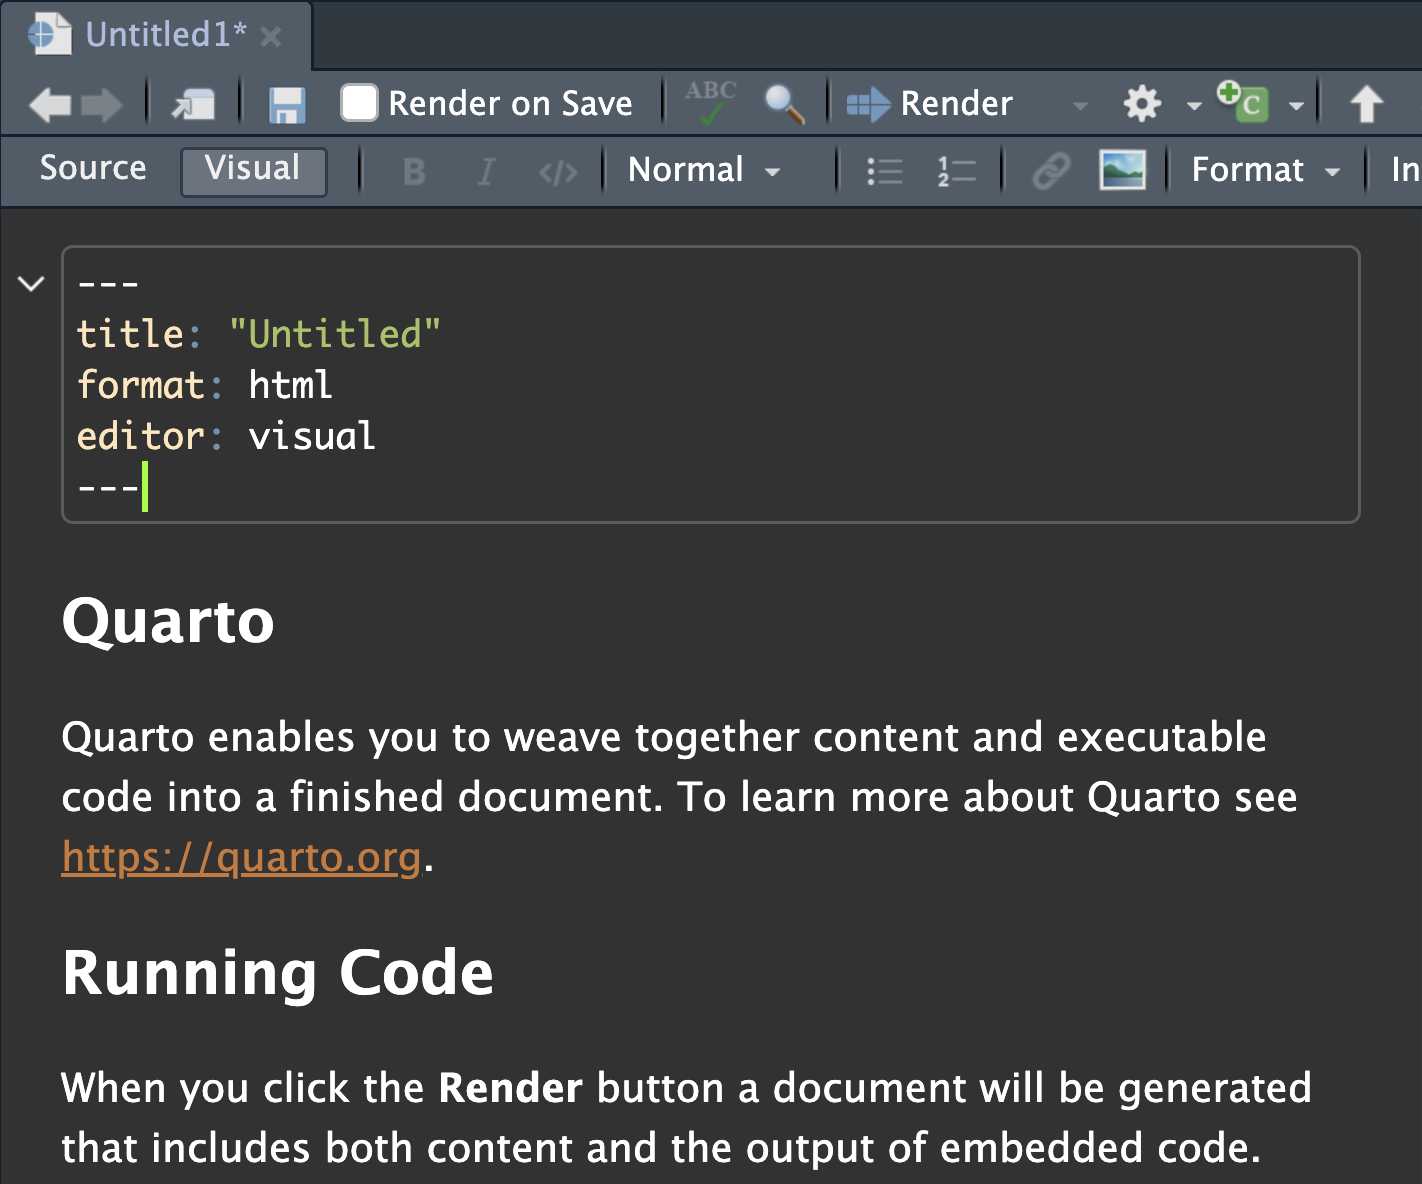 Untitled1*
Render on Save ABC Render C
Source Visual B I </> Normal 1 2 Format In
---
title: "Untitled"
format: html
editor: visual
---
Quarto
Quarto enables you to weave together content and executable
code into a finished document. To learn more about Quarto see
https://quarto.org.
Running Code
When you click the Render button a document will be generated
that includes both content and the output of embedded code.